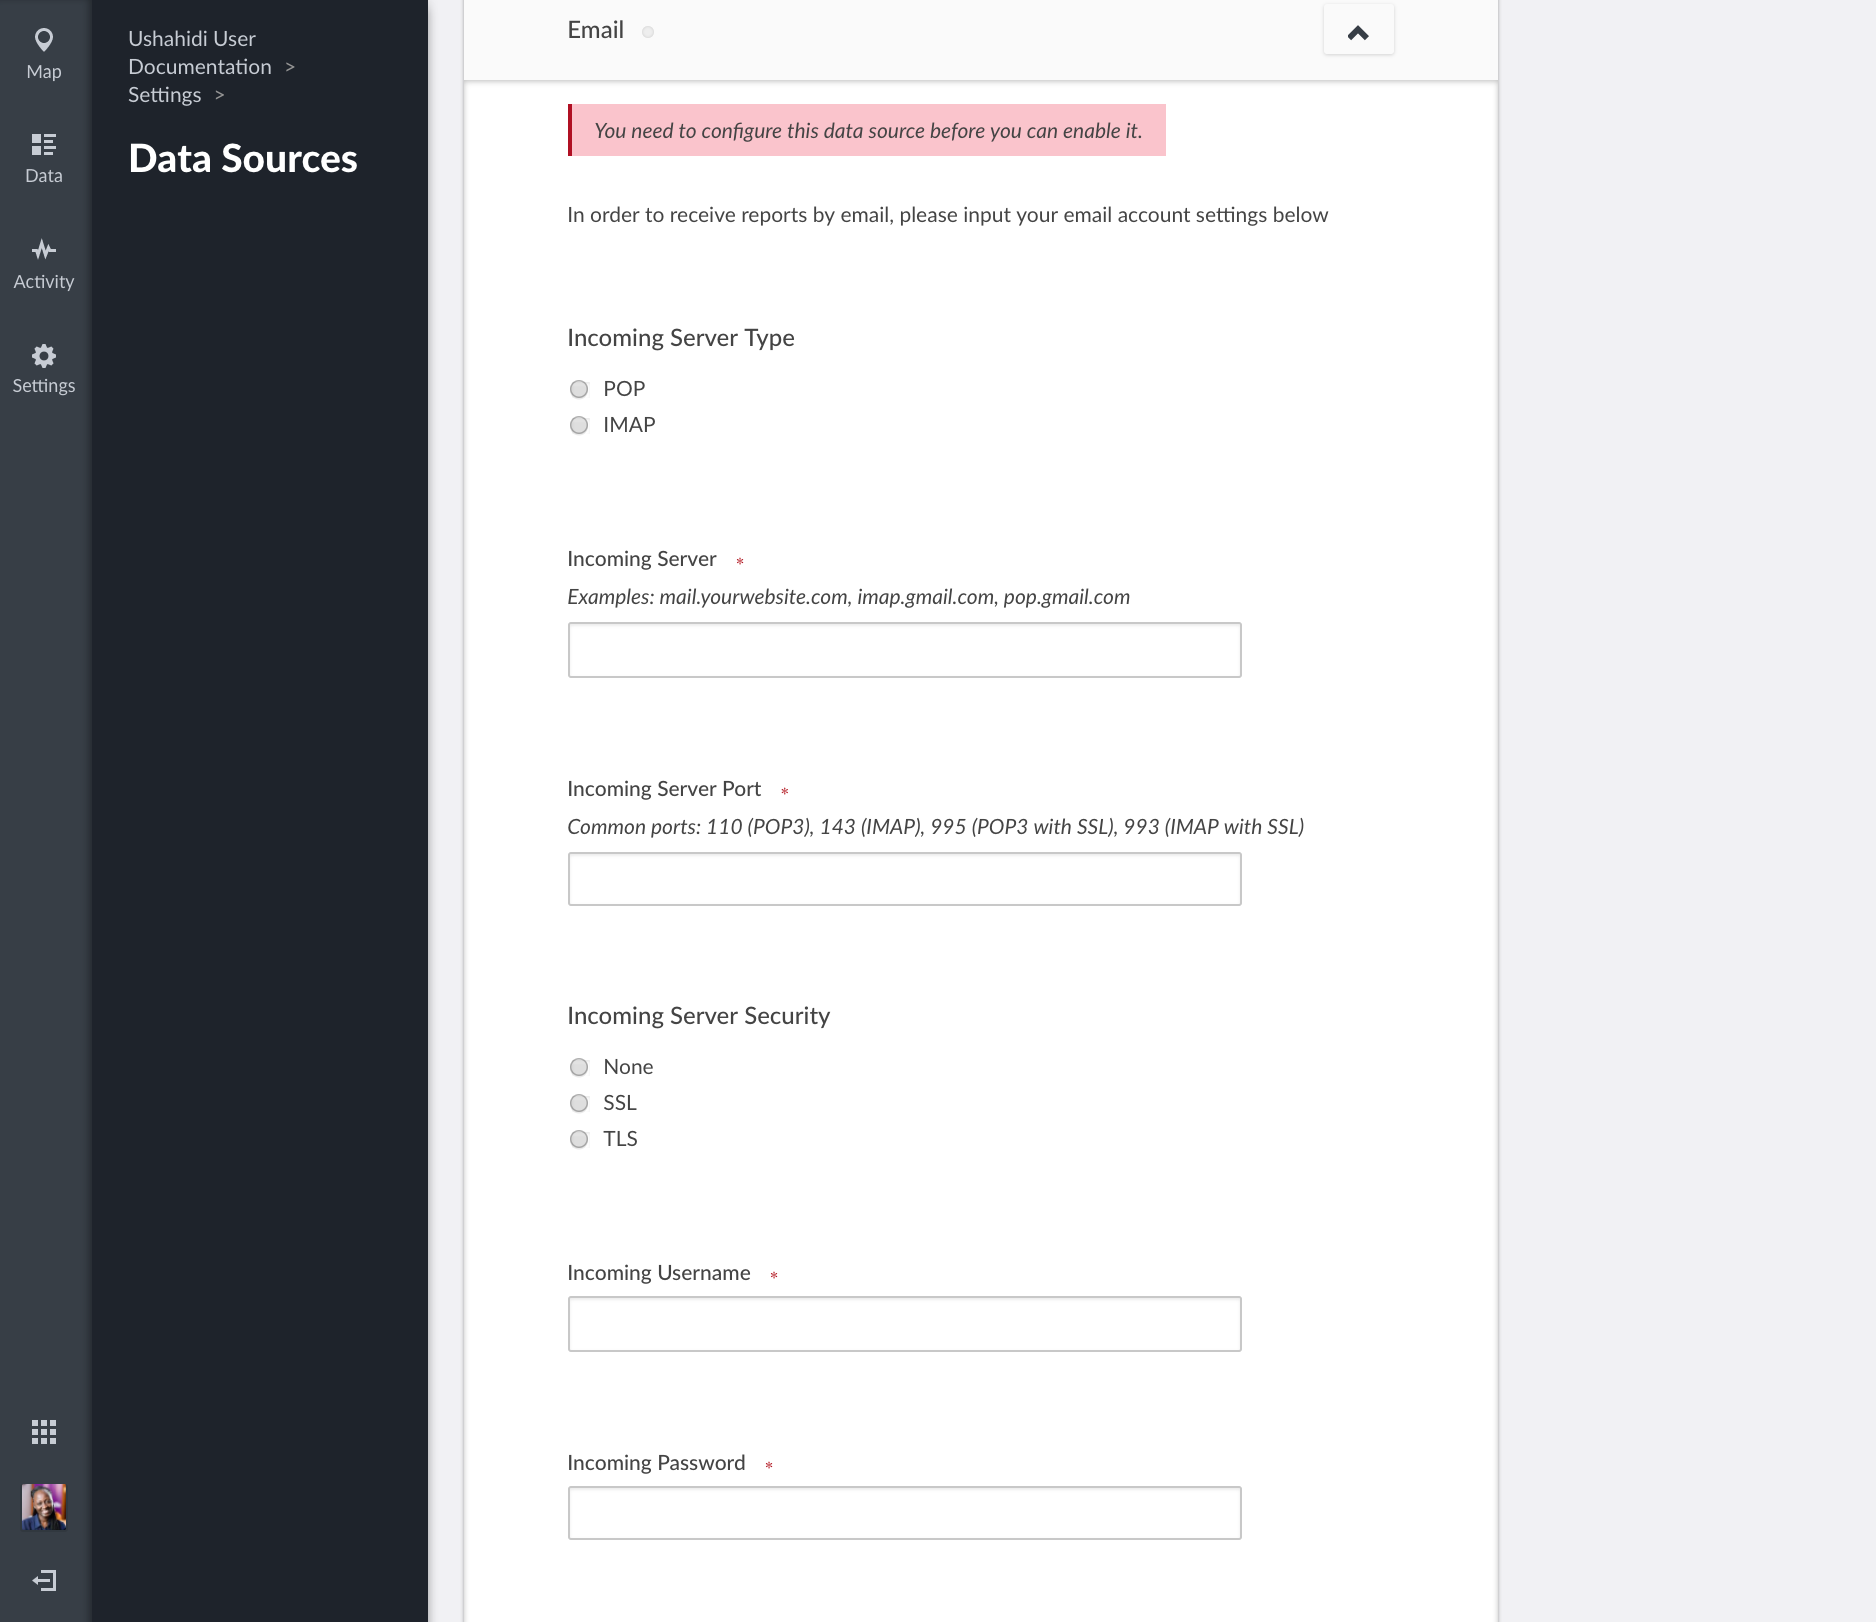 Map
Data
Activity
Settings
Ushahidi User
Documentation >
Settings >
Data Sources
Email
You need to configure this data source before you can enable it.
In order to receive reports by email, please input your email account settings below
Incoming Server Type
POP
IMAP
Incoming Server *
Examples: mail.yourwebsite.com, imap.gmail.com, pop.gmail.com
Incoming Server Port *
Common ports: 110 (POP3), 143 (IMAP), 995 (POP3 with SSL), 993 (IMAP with SSL)
Incoming Server Security
None
SSL
TLS
Incoming Username *
Incoming Password *